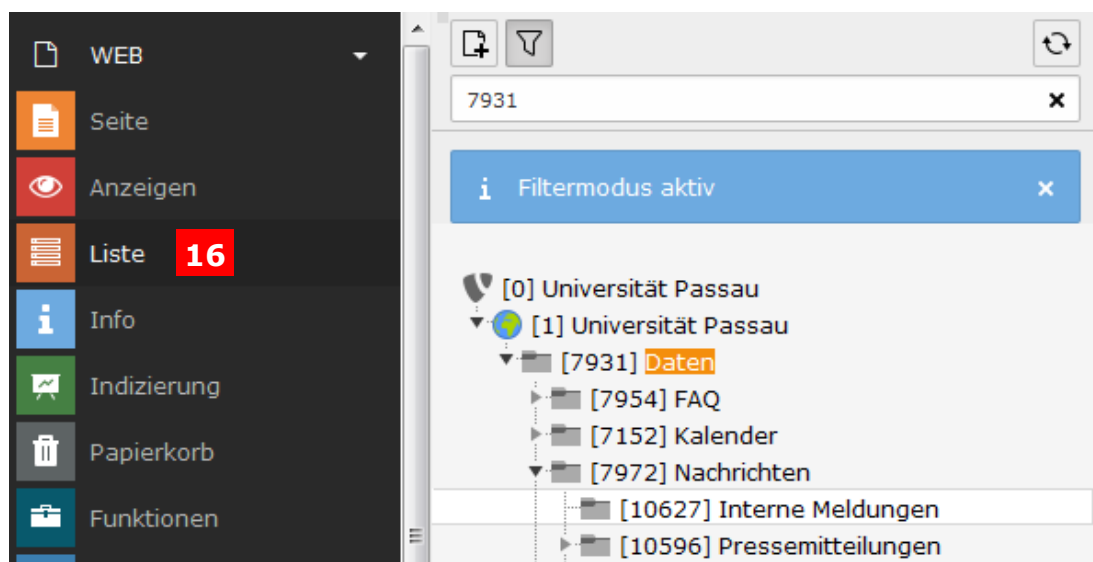 WEB
Seite
Anzeigen
Liste 16
Info
Indizierung
Papierkorb
Funktionen
7931
Filtermodus aktiv
[0] Universität Passau
[1] Universität Passau
[7931] Daten
[7954] FAQ
[7152] Kalender
[7972] Nachrichten
[10627] Interne Meldungen
[10596] Pressemitteilungen